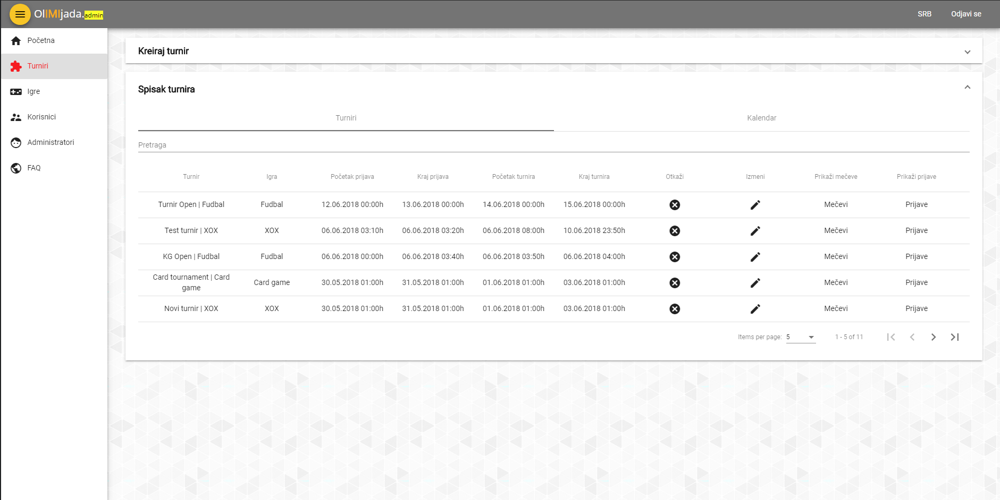 OlIMIjada.admin
SRB Odjavi se
Početna
Turniri
Igre
Korisnici
Administratori
FAQ
Kreiraj turnir
Spisak turnira
Turniri Kalendar
Pretraga
Turnir Igra Početak prijava Kraj prijava Početak turnira Kraj turnira Otkaži Izmeni Prikaži mečeve Prikaži prijave
Turnir Open | Fudbal Fudbal 12.06.2018 00:00h 13.06.2018 00:00h 14.06.2018 00:00h 15.06.2018 00:00h Mečevi Prijave
Test turnir | XOX XOX 06.06.2018 03:10h 06.06.2018 03:20h 06.06.2018 08:00h 10.06.2018 23:50h Mečevi Prijave
KG Open | Fudbal Fudbal 06.06.2018 00:00h 06.06.2018 03:40h 06.06.2018 03:50h 06.06.2018 04:00h Mečevi Prijave
Card tournament | Card
game Card game 30.05.2018 01:00h 31.05.2018 01:00h 01.06.2018 01:00h 03.06.2018 01:00h Mečevi Prijave
Novi turnir | XOX XOX 30.05.2018 01:00h 31.05.2018 01:00h 01.06.2018 01:00h 03.06.2018 01:00h Mečevi Prijave
Items per page: 5 1 - 5 of 11